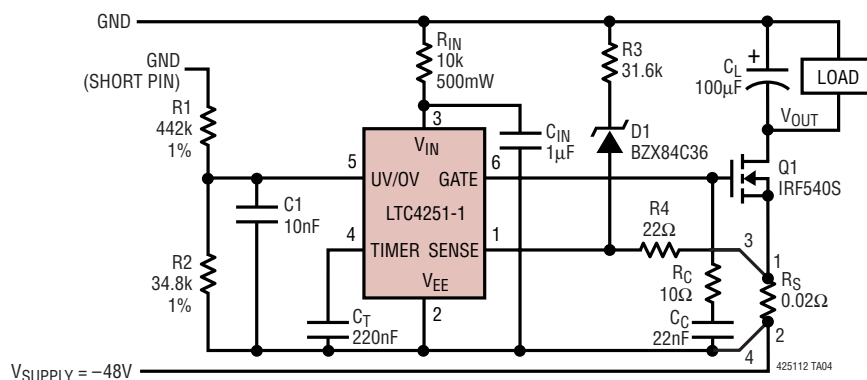 GND
GND
(SHORT PIN)
R1
442k
1%
R2
34.8k
1%
C1
10nF
RIN
10k
500mW
3
VIN
CIN
1µF
5
UV/OV
GATE
6
LTC4251-1
4
TIMER
SENSE
1
VEE
2
CT
220nF
R3
31.6k
D1
BZX84C36
R4
22Ω
RC
10Ω
CC
22nF
+
CL
100µF
LOAD
VOUT
Q1
IRF540S
3
1
RS
0.02Ω
2
4
VSUPPLY = −48V
425112 TA04